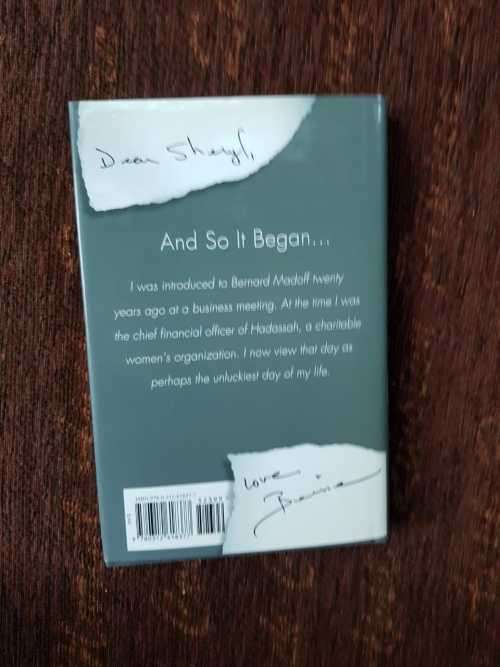 Dear Sheryl,
And So It Began...
I was introduced to Bernard Madoff twenty
years ago at a business meeting. At the time I was
the chief financial officer of Hadassah, a charitable
women's organization. I now view that day as
perhaps the unluckiest day of my life.
Love
Bernie